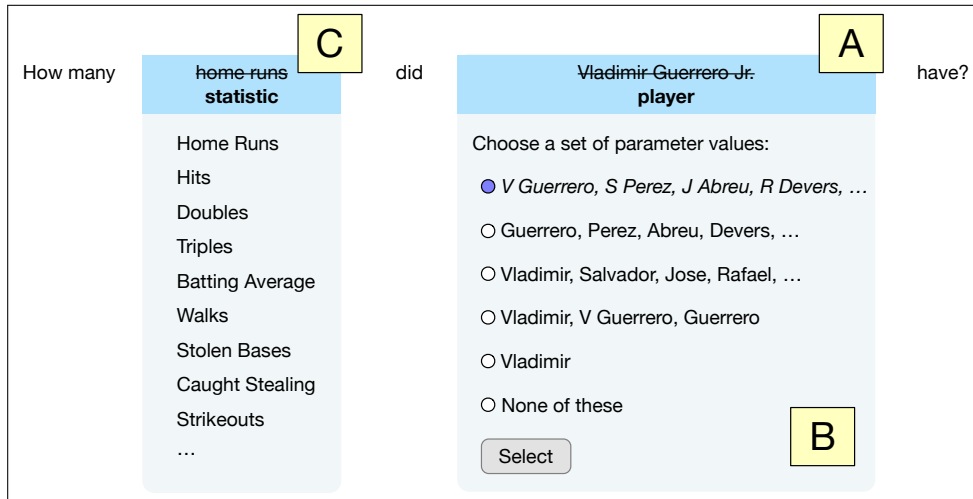 C
A
How many home runs did Vladimir Guerrero Jr. have?
statistic
player
Home Runs
Hits
Doubles
Triples
Batting Average
Walks
Stolen Bases
Caught Stealing
Strikeouts
…
Choose a set of parameter values:
V Guerrero, S Perez, J Abreu, R Devers, …
Guerrero, Perez, Abreu, Devers, …
Vladimir, Salvador, Jose, Rafael, …
Vladimir, V Guerrero, Guerrero
Vladimir
None of these
Select
B